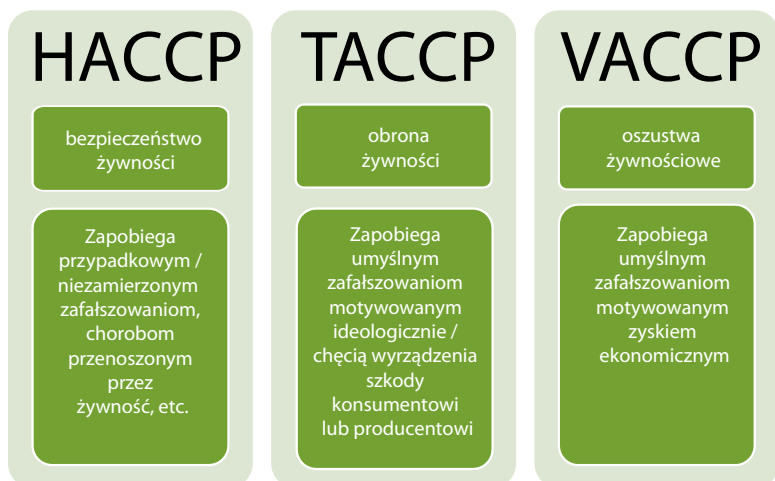 HACCP
bezpieczeństwo
żywności
Zapobiega
przypadkowym /
niezamierzonym
zafałszowaniom,
chorobom
przenoszonym
przez
żywność, etc.
TACCP
obrona
żywności
Zapobiega
umyślnym
zafałszowaniom
motywowanym
ideologicznie /
chęcią wyrządzenia
szkody
konsumentowi
lub producentowi
VACCP
oszustwa
żywnościowe
Zapobiega
umyślnym
zafałszowaniom
motywowanym
zyskiem
ekonomicznym